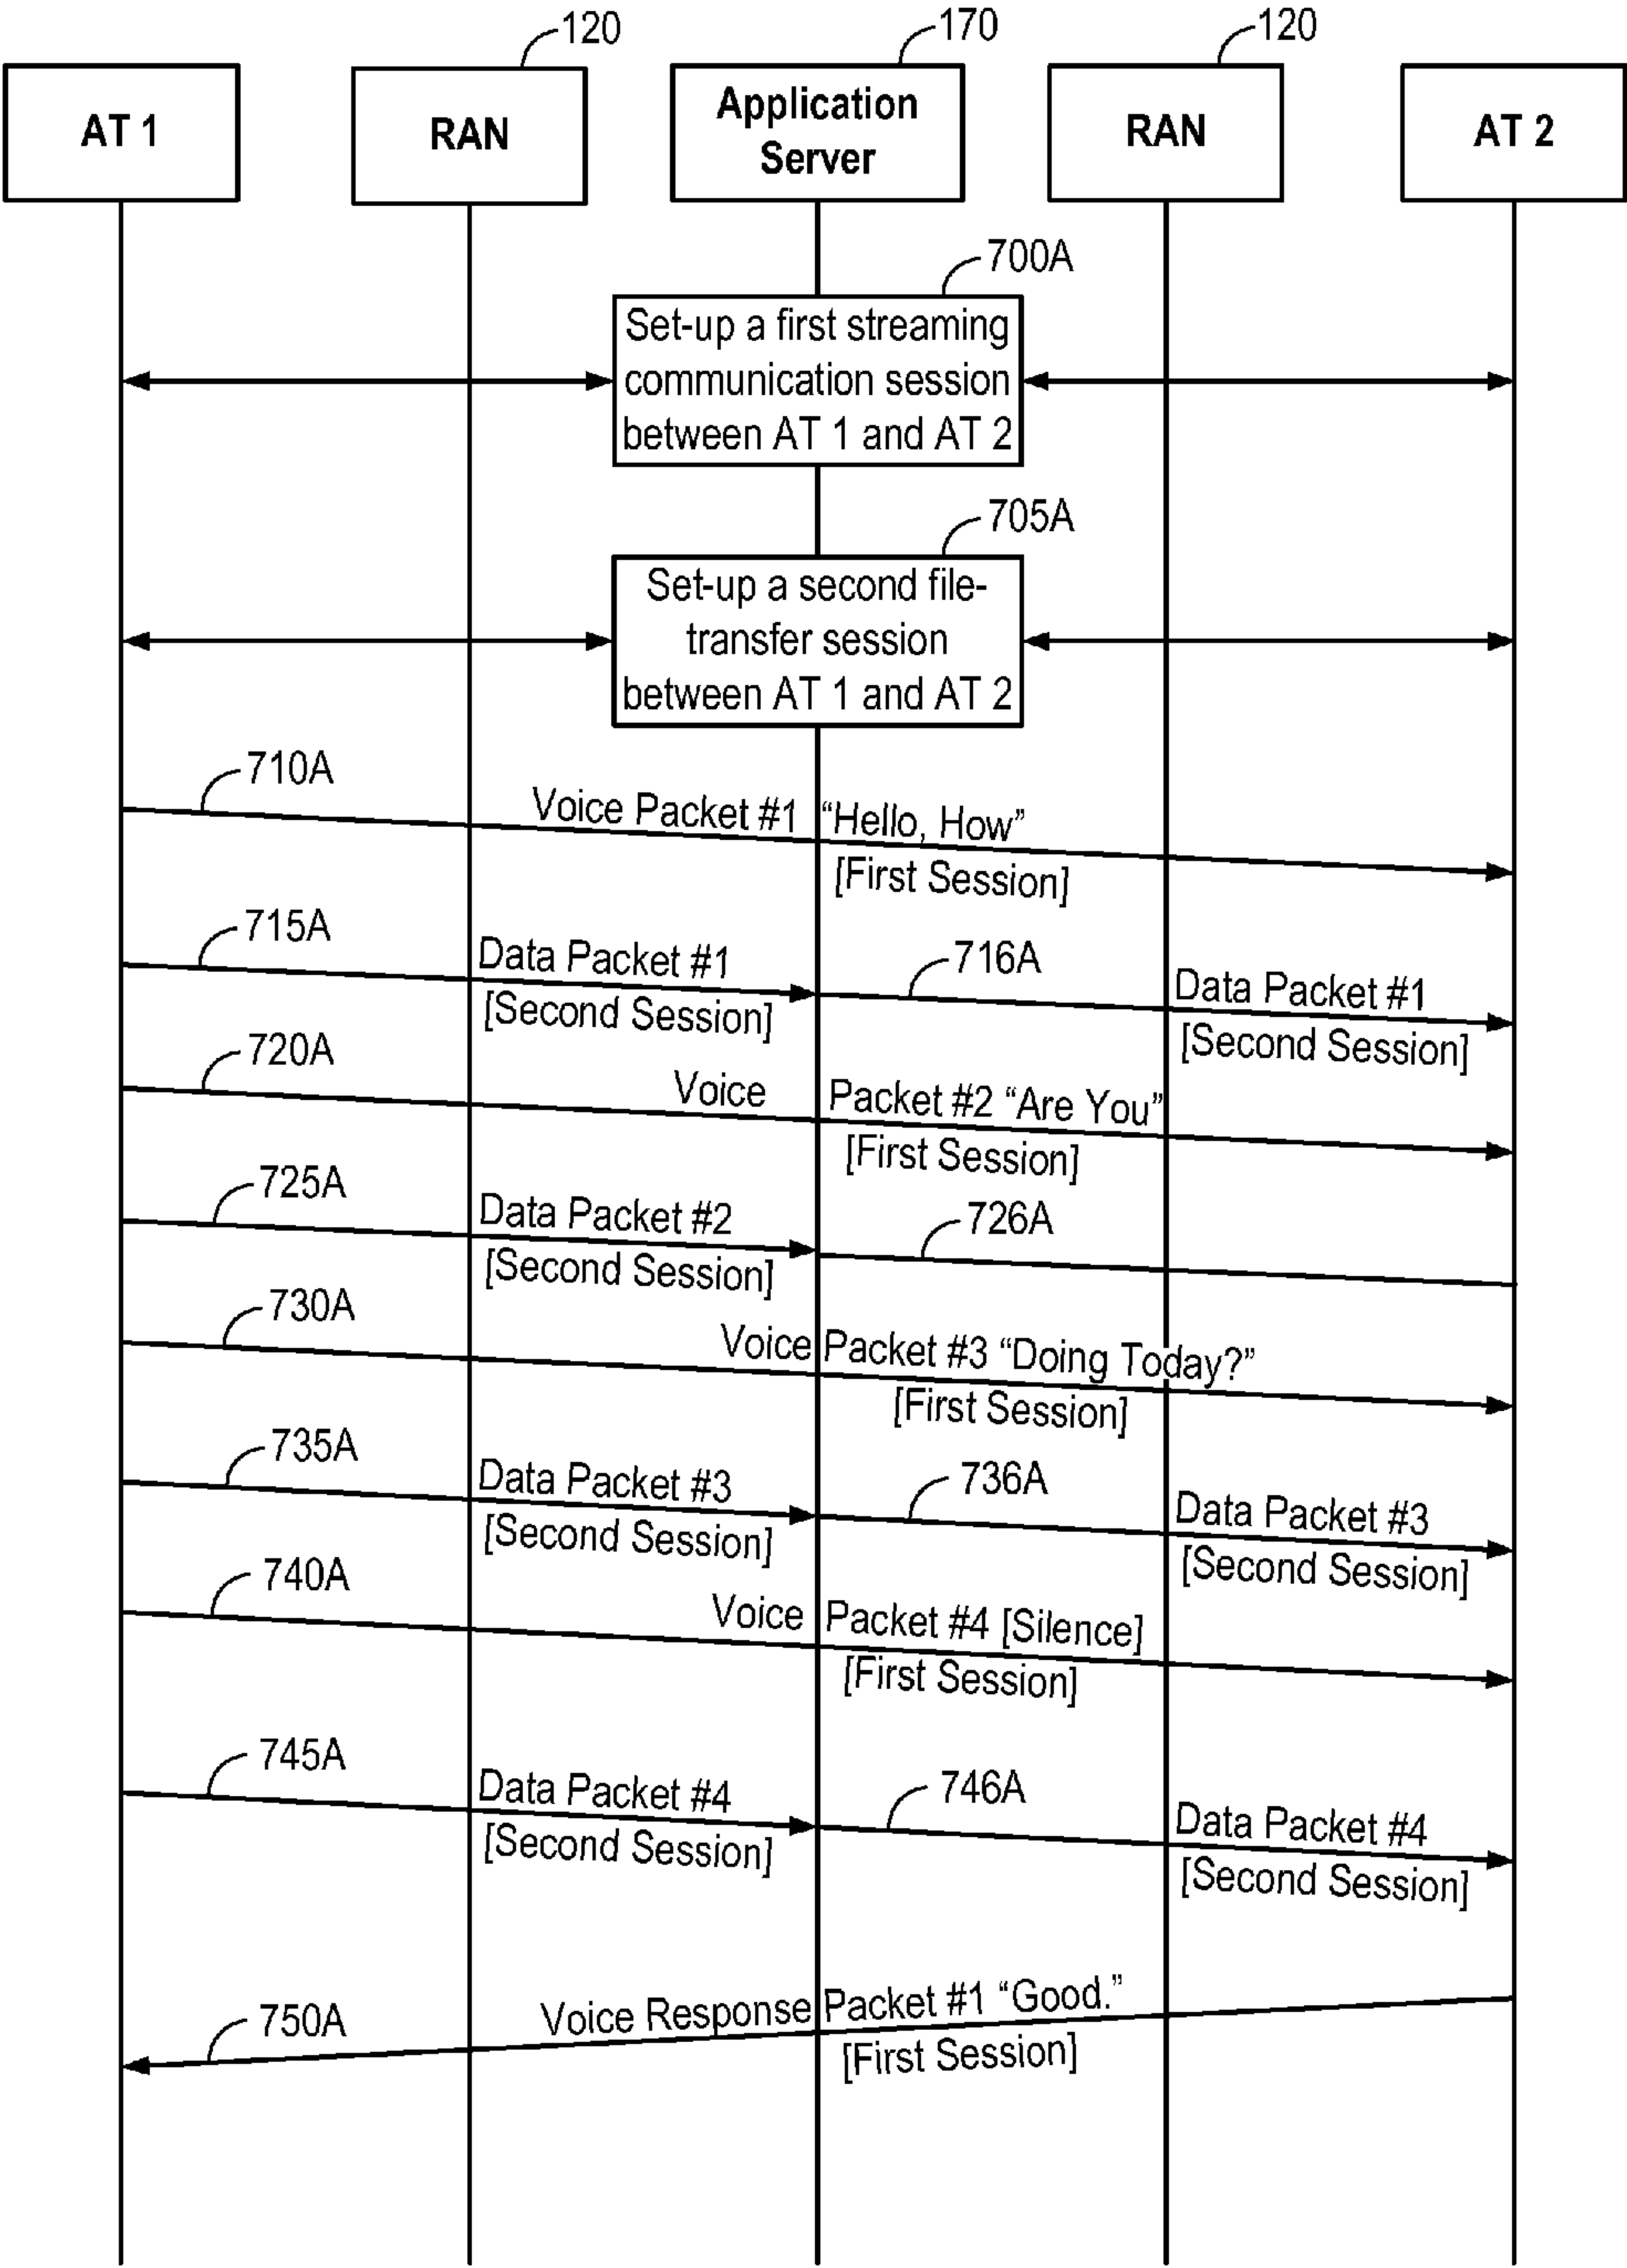 120
170
120
AT 1
RAN
Application
Server
RAN
AT 2
700A
Set-up a first streaming
communication session
between AT 1 and AT 2
705A
Set-up a second file-
transfer session
between AT 1 and AT 2
710A
Voice Packet #1 “Hello, How”
[First Session]
715A
Data Packet #1
[Second Session]
716A
Data Packet #1
[Second Session]
720A
Voice Packet #2 “Are You”
[First Session]
725A
Data Packet #2
[Second Session]
726A
730A
Voice Packet #3 “Doing Today?”
[First Session]
735A
Data Packet #3
[Second Session]
736A
Data Packet #3
[Second Session]
740A
Voice Packet #4 [Silence]
[First Session]
745A
Data Packet #4
[Second Session]
746A
Data Packet #4
[Second Session]
750A
Voice Response Packet #1 “Good.”
[First Session]